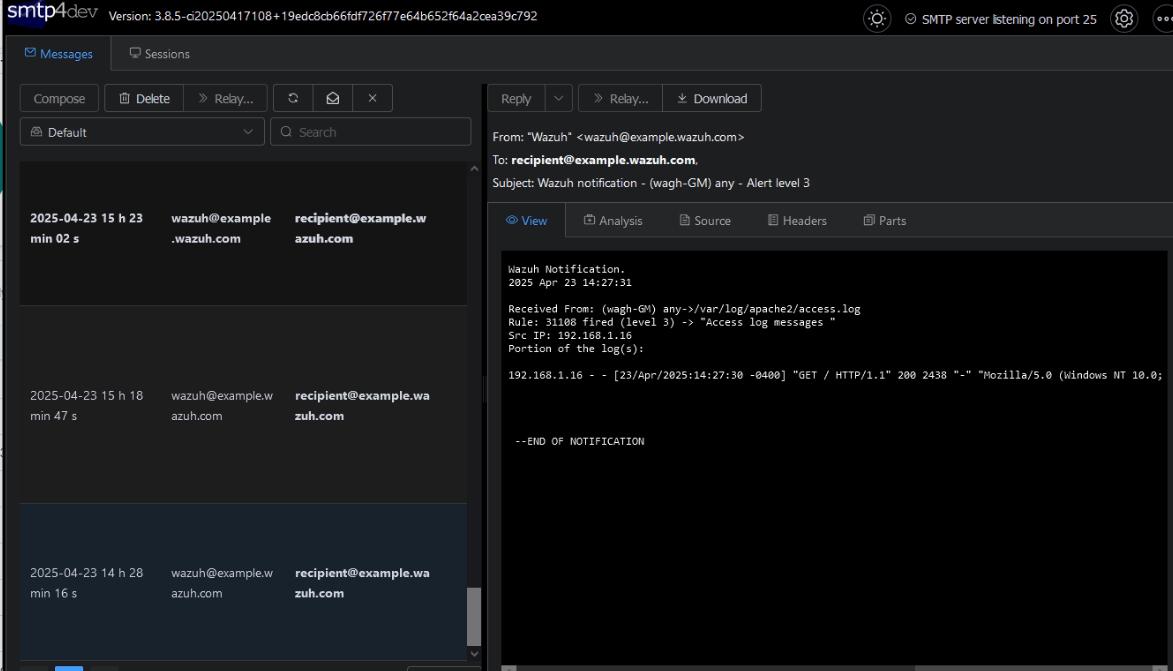 smtp4dev Version: 3.8.5-ci20250417108+19edc8cb66fdf726f77e64b652f64a2cea39c792
SMTP server listening on port 25
Messages Sessions
Compose Delete Relay...
Default Search
2025-04-23 15 h 23 wazuh@example recipient@example.w
min 02 s .wazuh.com azuh.com
2025-04-23 15 h 18 wazuh@example.w recipient@example.wa
min 47 s azuh.com zuh.com
2025-04-23 14 h 28 wazuh@example.w recipient@example.wa
min 16 s azuh.com zuh.com
Reply Relay... Download
From: "Wazuh" <wazuh@example.wazuh.com>
To: recipient@example.wazuh.com,
Subject: Wazuh notification - (wagh-GM) any - Alert level 3
View Analysis Source Headers Parts
Wazuh Notification.
2025 Apr 23 14:27:31
Received From: (wagh-GM) any->/var/log/apache2/access.log
Rule: 31108 fired (level 3) -> "Access log messages "
Src IP: 192.168.1.16
Portion of the log(s):
192.168.1.16 - - [23/Apr/2025:14:27:30 -0400] "GET / HTTP/1.1" 200 2438 "-" "Mozilla/5.0 (Windows NT 10.0;
--END OF NOTIFICATION